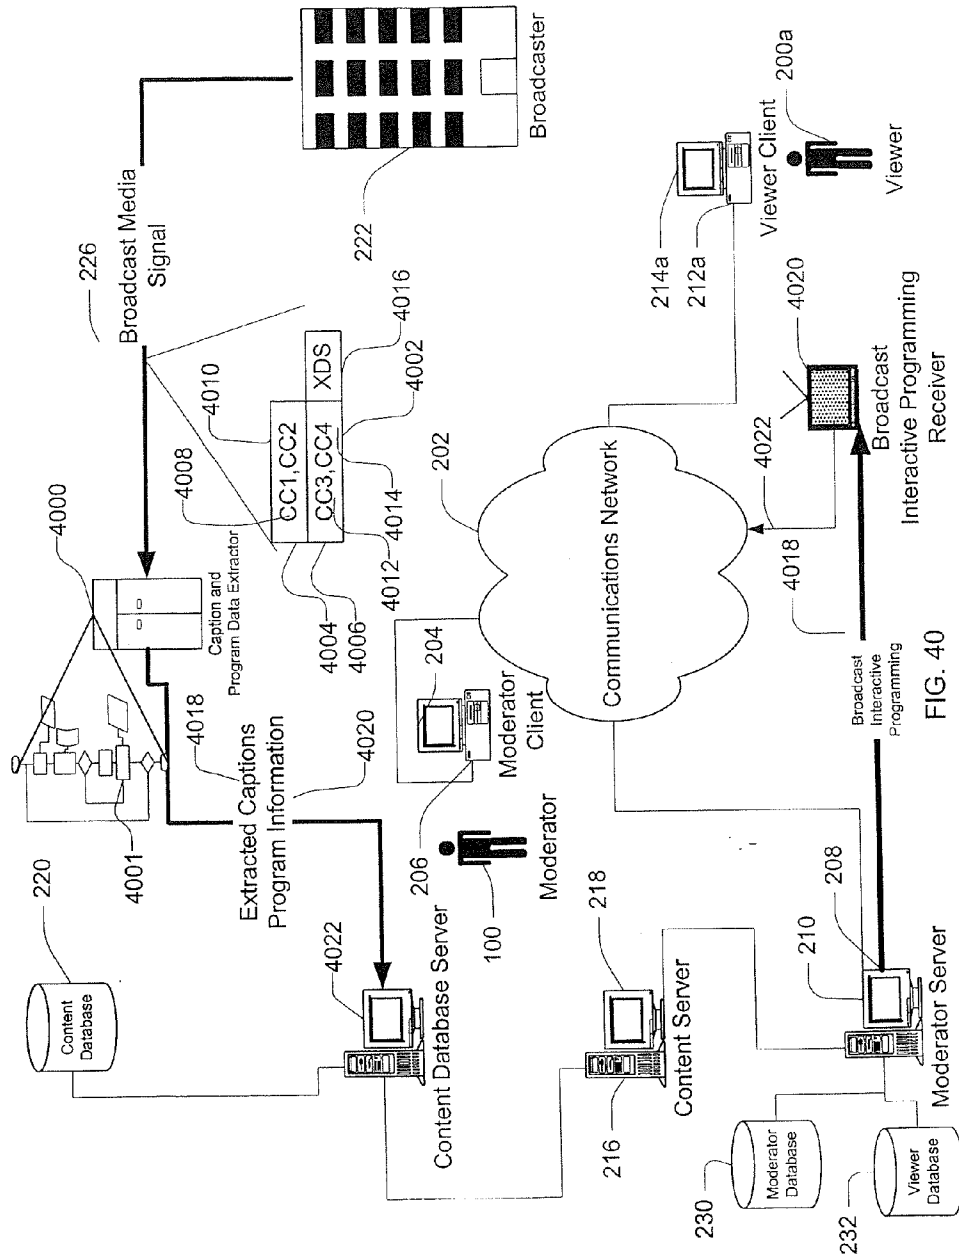 220
Content
Database
4001
4000
226
Broadcast Media
Signal
222
Broadcaster
4018
Extracted Captions
Program Information
4020
Caption and
Program Data Extractor
4008
4010
CC1,CC2
XDS
CC3,CC4
4004
4006
4012
4014
4002
4016
4022
Content Database Server
206
204
Moderator
Client
100
Moderator
202
Communications Network
214a
212a
Viewer Client
200a
Viewer
218
216
Content Server
4022
4018
4020
Broadcast
Interactive Programming
Receiver
Broadcast
Interactive
Programming
230
Moderator
Database
232
Viewer
Database
210
208
Moderator Server
FIG. 40